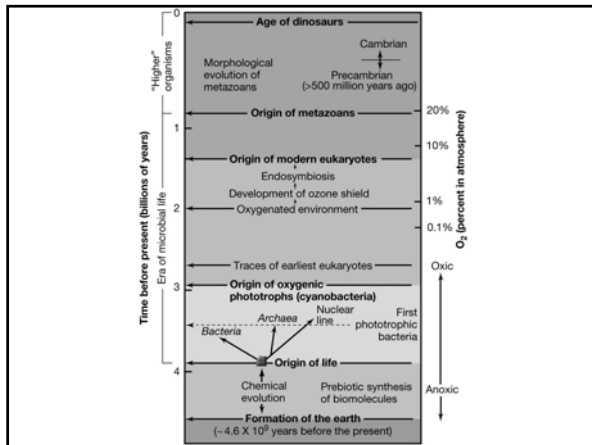 0
Age of dinosaurs
Cambrian
Morphological
evolution of
metazoans
Precambrian
(>500 million years ago)
"Higher"
organisms
Origin of metazoans
20%
1
10%
Origin of modern eukaryotes
Endosymbiosis
Development of ozone shield
1%
2
Oxygenated environment
0.1%
Time before present (billions of years)
Era of microbial life
O₂ (percent in atmosphere)
Traces of earliest eukaryotes
Oxic
3
Origin of oxygenic
phototrophs (cyanobacteria)
Nuclear
line
First
phototrophic
bacteria
Archaea
Bacteria
Origin of life
4
Chemical
evolution
Prebiotic synthesis
of biomolecules
Anoxic
Formation of the earth
(~4.6 X 10⁹ years before the present)